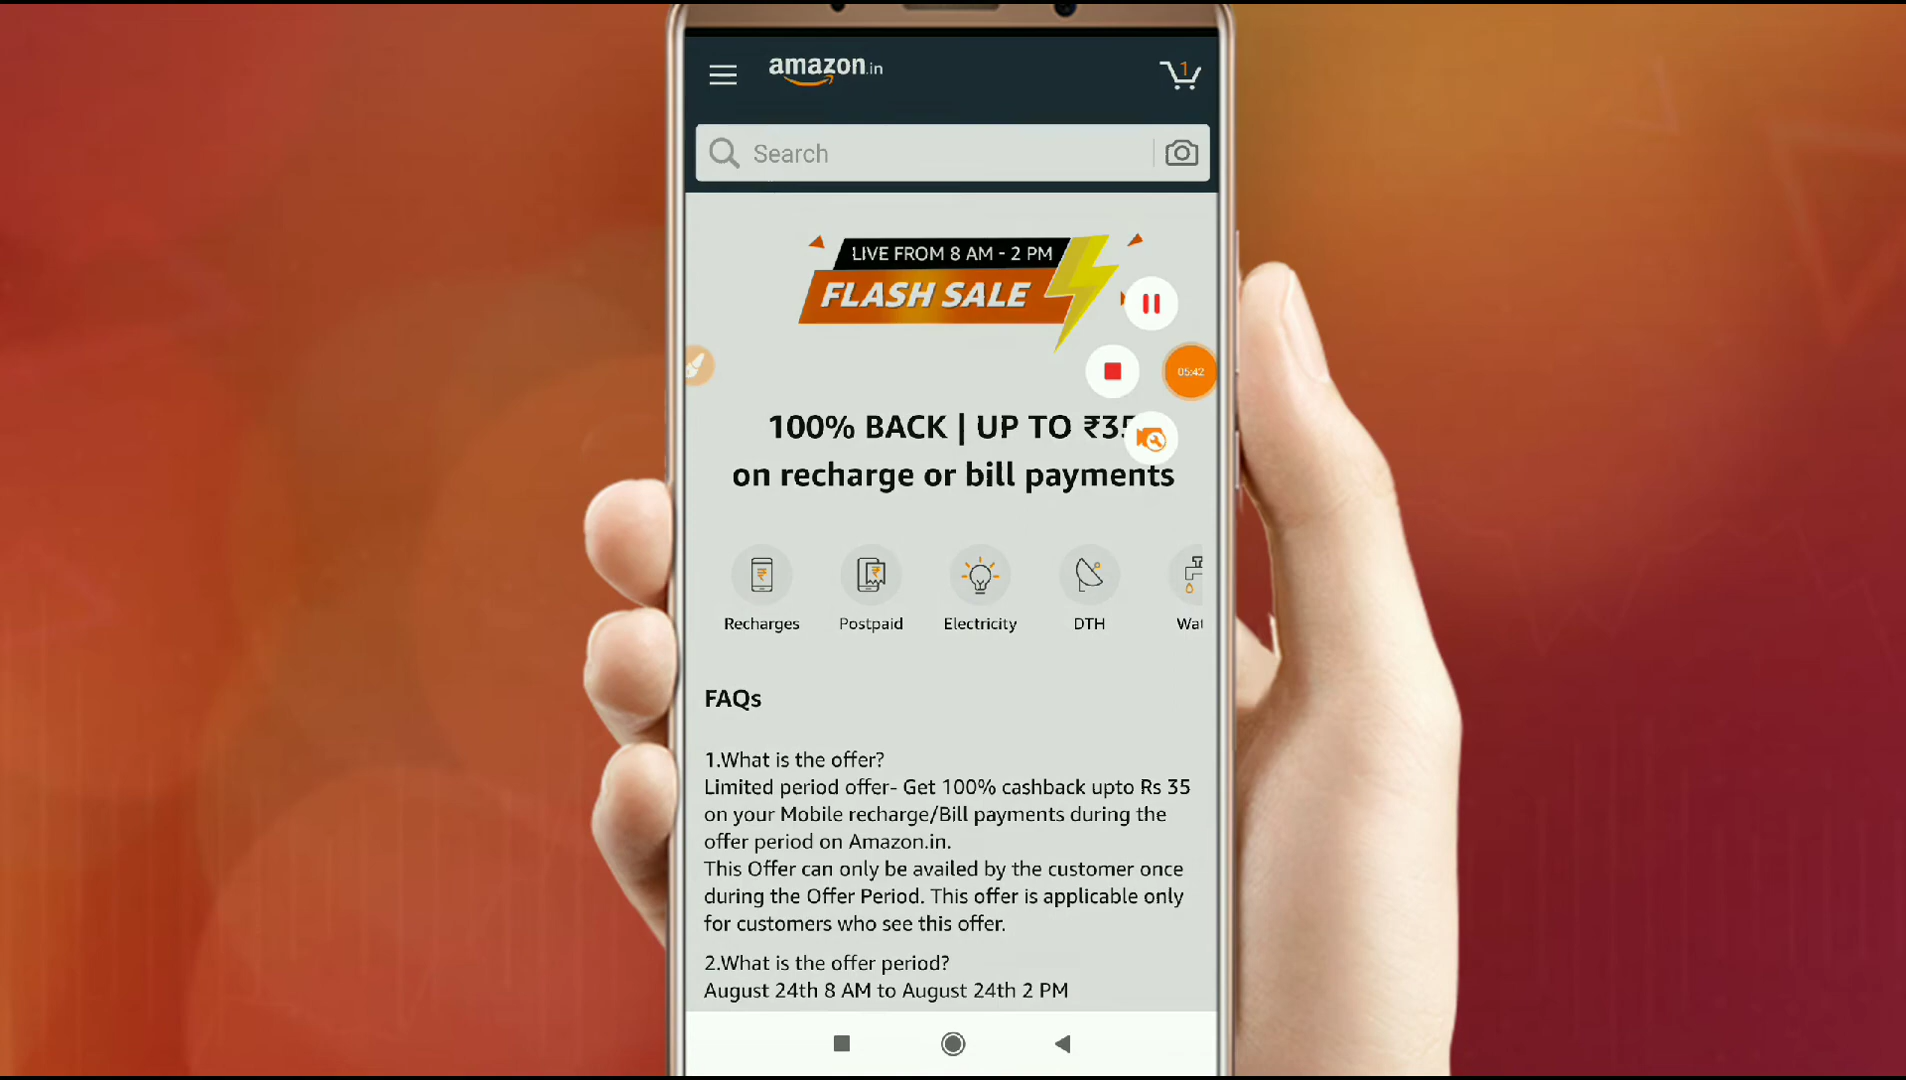 amazon.in
1
Search
LIVE FROM 8 AM - 2 PM
FLASH SALE
05:42
100% BACK | UP TO ₹35
on recharge or bill payments
Recharges Postpaid Electricity DTH Wat
FAQs
1.What is the offer?
Limited period offer- Get 100% cashback upto Rs 35
on your Mobile recharge/Bill payments during the
offer period on Amazon.in.
This Offer can only be availed by the customer once
during the Offer Period. This offer is applicable only
for customers who see this offer.
2.What is the offer period?
August 24th 8 AM to August 24th 2 PM